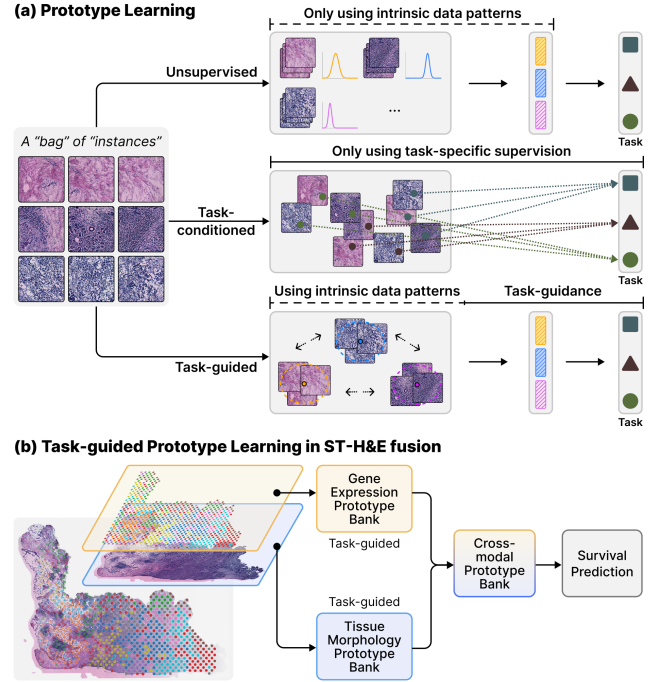 (a) Prototype Learning
Only using intrinsic data patterns
Unsupervised
...
Task
A “bag” of “instances”
Only using task-specific supervision
Task-
conditioned
Task
Using intrinsic data patterns
Task-guidance
Task-guided
Task
(b) Task-guided Prototype Learning in ST-H&E fusion
Gene
Expression
Prototype
Bank
Task-guided
Cross-
modal
Prototype
Bank
Survival
Prediction
Task-guided
Tissue
Morphology
Prototype
Bank